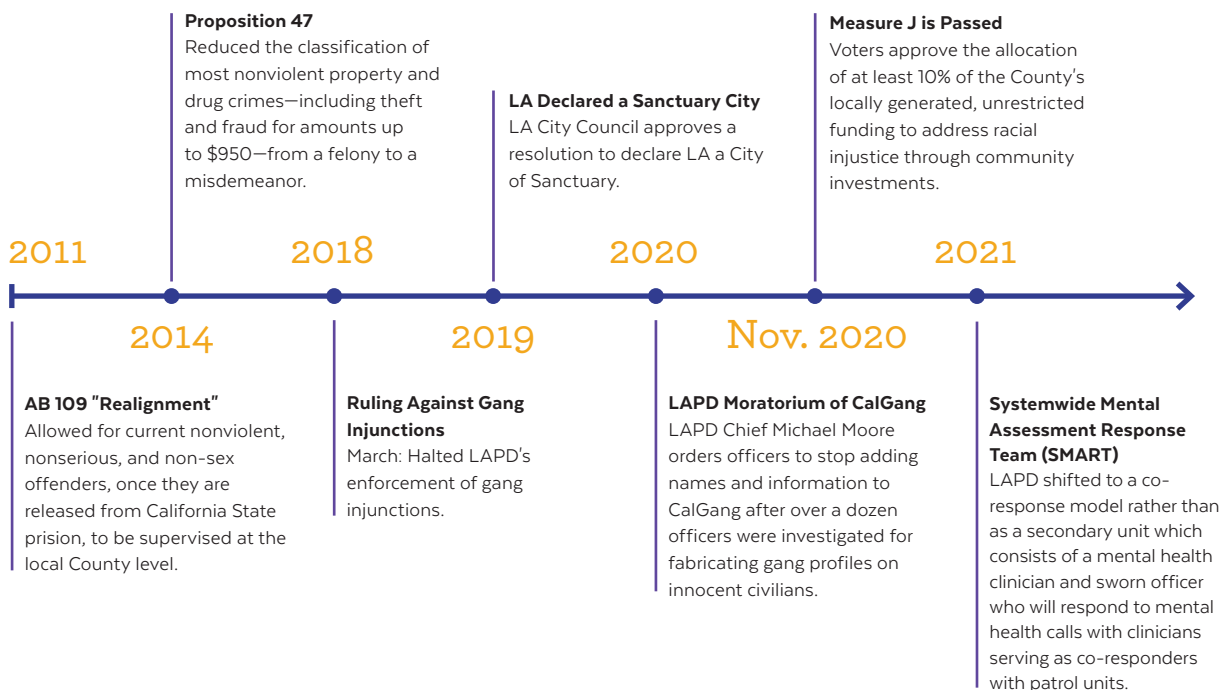 Proposition 47
Reduced the classification of
most nonviolent property and
drug crimes—including theft
and fraud for amounts up
to $950—from a felony to a
misdemeanor.
LA Declared a Sanctuary City
LA City Council approves a
resolution to declare LA a City
of Sanctuary.
Measure J is Passed
Voters approve the allocation
of at least 10% of the County's
locally generated, unrestricted
funding to address racial
injustice through community
investments.
2011
2018
2020
2021
2014
2019
Nov. 2020
AB 109 "Realignment"
Allowed for current nonviolent,
nonserious, and non-sex
offenders, once they are
released from California State
prision, to be supervised at the
local County level.
Ruling Against Gang
Injunctions
March: Halted LAPD's
enforcement of gang
injunctions.
LAPD Moratorium of CalGang
LAPD Chief Michael Moore
orders officers to stop adding
names and information to
CalGang after over a dozen
officers were investigated for
fabricating gang profiles on
innocent civilians.
Systemwide Mental
Assessment Response
Team (SMART)
LAPD shifted to a co-
response model rather than
as a secondary unit which
consists of a mental health
clinician and sworn officer
who will respond to mental
health calls with clinicians
serving as co-responders
with patrol units.